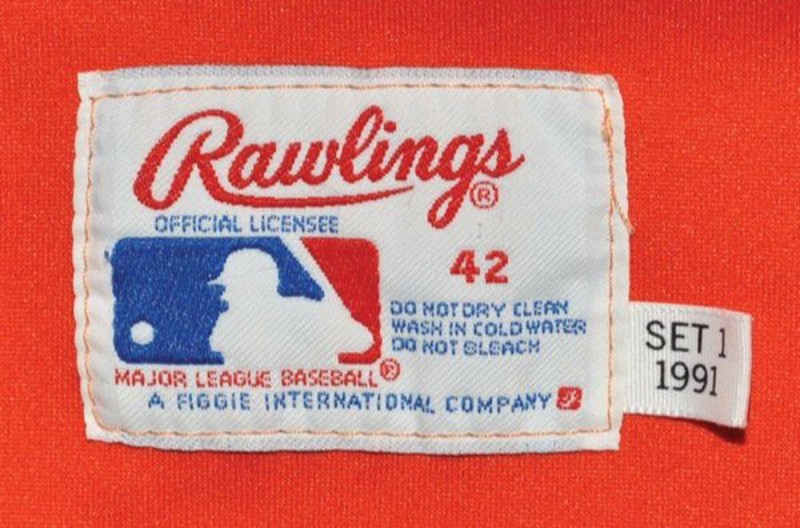 Rawlings®
OFFICIAL LICENSEE
42
DO NOT DRY CLEAN
WASH IN COLD WATER
DO NOT BLEACH
MAJOR LEAGUE BASEBALL®
A FIGGIE INTERNATIONAL COMPANY
SET 1
1991